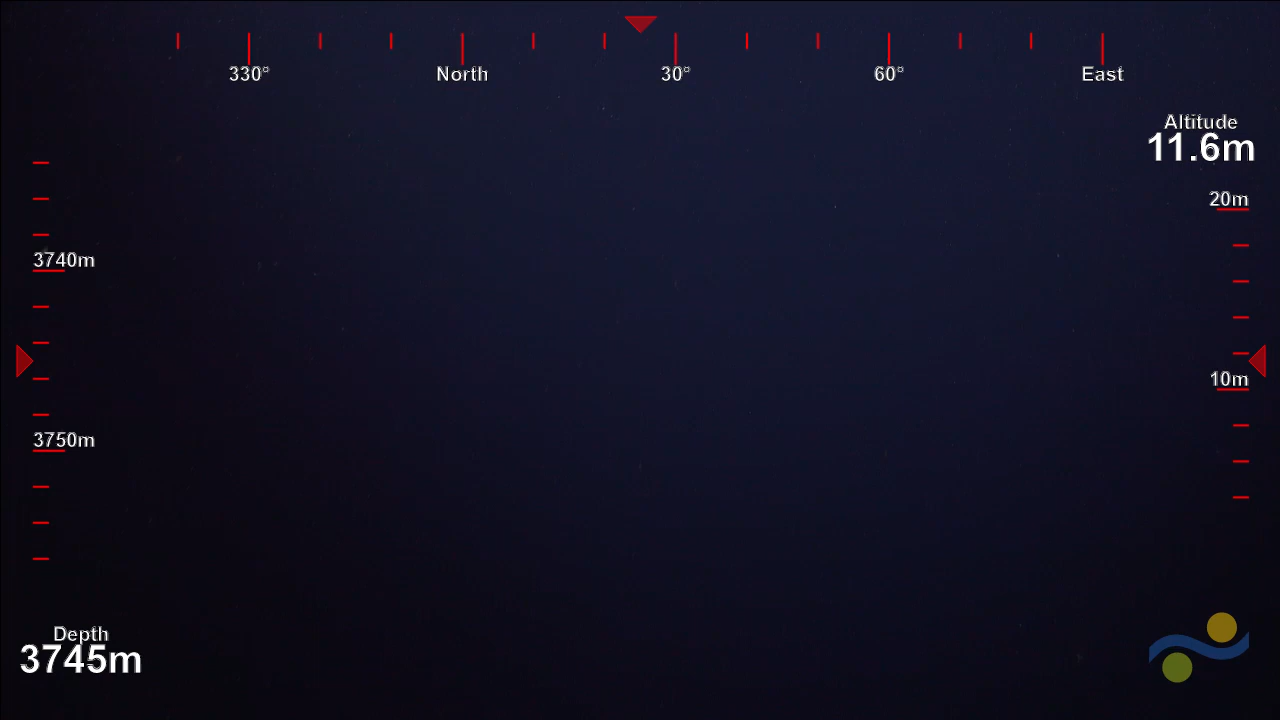 330° North 30° 60° East
Altitude
11.6m
20m
3740m
10m
3750m
Depth
3745m